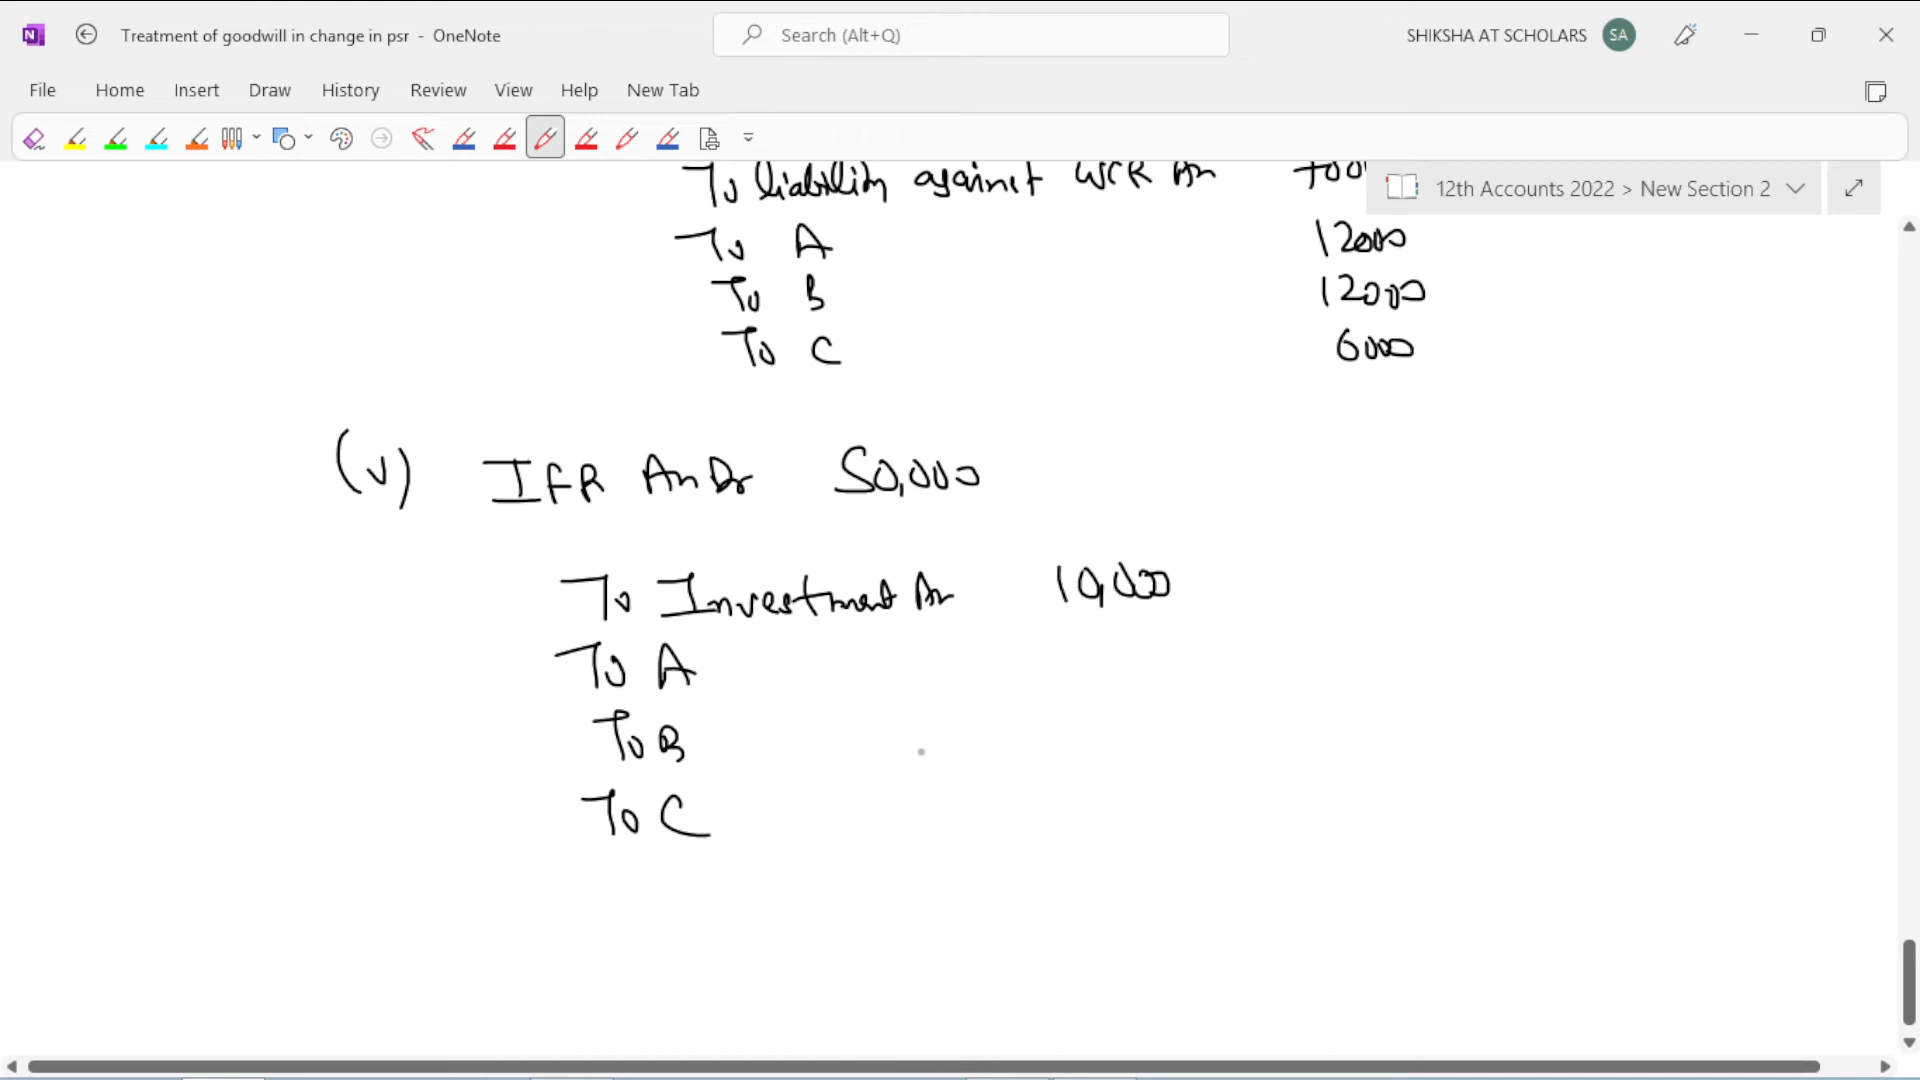 Treatment of goodwill in change in psr - OneNote
Search (Alt+Q)
SHIKSHA AT SCHOLARS SA
File Home Insert Draw History Review View Help New Tab
12th Accounts 2022 > New Section 2
To liability against WCR A/c
To A 12000
To B 12000
To C 6000
(v) IFR A/c Dr 50,000
To Investment A/c 10,000
To A
To B
To C